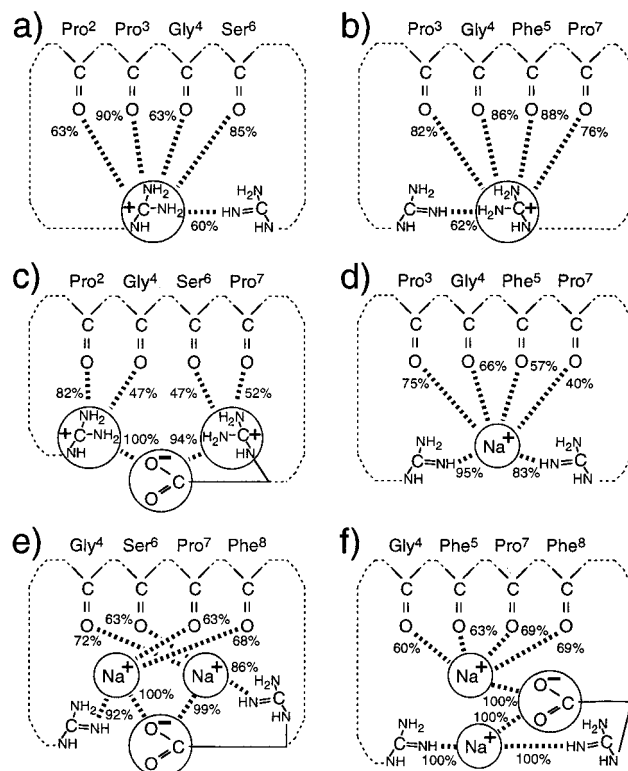 a)
Pro2 Pro3 Gly4 Ser6
C C C C
O O O O
63% 90% 63% 85%
NH2
+ C NH2
NH
60%
H2N
HN C
HN
b)
Pro3 Gly4 Phe5 Pro7
C C C C
O O O O
82% 86% 88% 76%
NH2
C NH
NH
62%
H2N +
H2N C
HN
c)
Pro2 Gly4 Ser6 Pro7
C C C C
O O O O
82% 47% 47% 52%
NH2
+ C NH2
NH
100% 94%
H2N
H2N C +
HN
O− C
O
d)
Pro3 Gly4 Phe5 Pro7
C C C C
O O O O
75% 66% 57% 40%
Na+
NH2
C NH
NH
95% 83%
H2N
HN C
HN
e)
Gly4 Ser6 Pro7 Phe8
C C C C
O O O O
63% 63%
72% 68%
Na+ Na+
86%
100%
NH2
C NH
NH
92% 99%
H2N
HN C
HN
O− C
O
f)
Gly4 Phe5 Pro7 Phe8
C C C C
O O O O
60% 63% 69% 69%
Na+
100%
O− C
O
100%
NH2
C NH
NH
Na+
100% 100%
H2N
HN C
HN